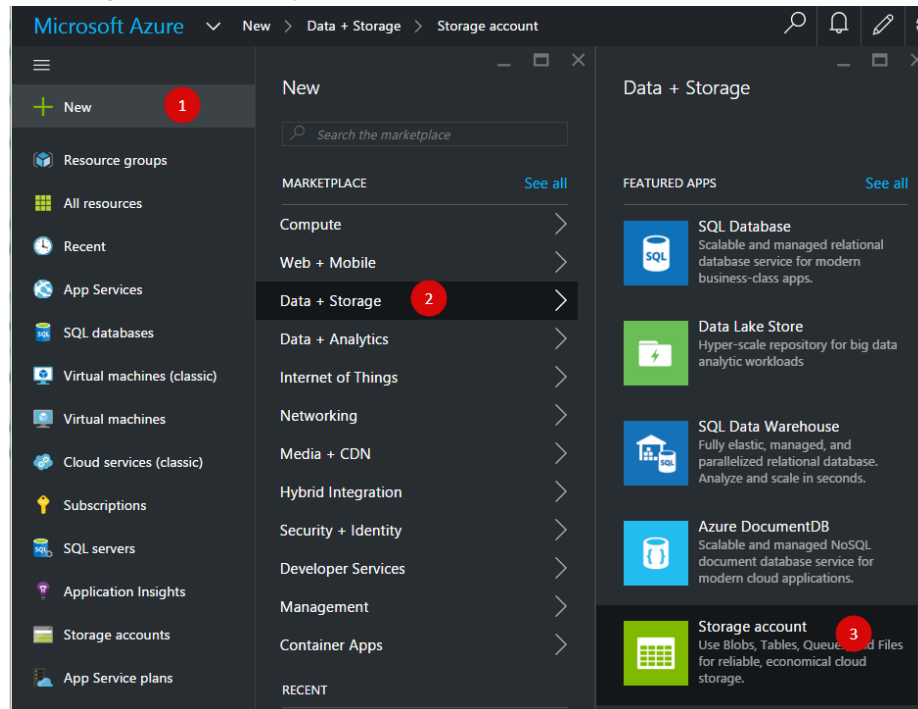 Microsoft Azure New > Data + Storage > Storage account
+ New 1
Resource groups
All resources
Recent
App Services
SQL databases
Virtual machines (classic)
Virtual machines
Cloud services (classic)
Subscriptions
SQL servers
Application Insights
Storage accounts
App Service plans
New
Search the marketplace
MARKETPLACE See all
Compute
Web + Mobile
Data + Storage 2
Data + Analytics
Internet of Things
Networking
Media + CDN
Hybrid Integration
Security + Identity
Developer Services
Management
Container Apps
RECENT
Data + Storage
FEATURED APPS See all
SQL Database
Scalable and managed relational
database service for modern
business-class apps.
SQL
Data Lake Store
Hyper-scale repository for big data
analytic workloads
SQL Data Warehouse
Fully elastic, managed, and
parallelized relational database.
Analyze and scale in seconds.
SQL
Azure DocumentDB
Scalable and managed NoSQL
document database service for
modern cloud applications.
Storage account 3
Use Blobs, Tables, Files
for reliable, economical cloud
storage.